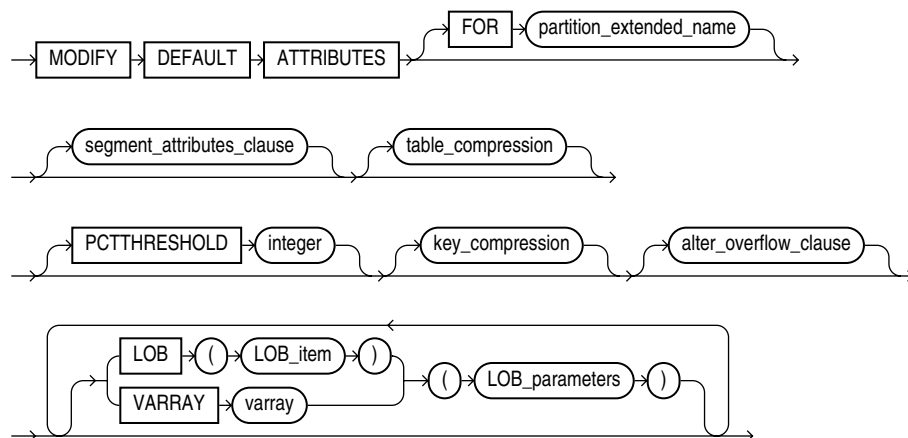 FOR partition_extended_name
MODIFY DEFAULT ATTRIBUTES
segment_attributes_clause table_compression
PCTTHRESHOLD integer key_compression alter_overflow_clause
LOB ( LOB_item )
( LOB_parameters )
VARRAY varray